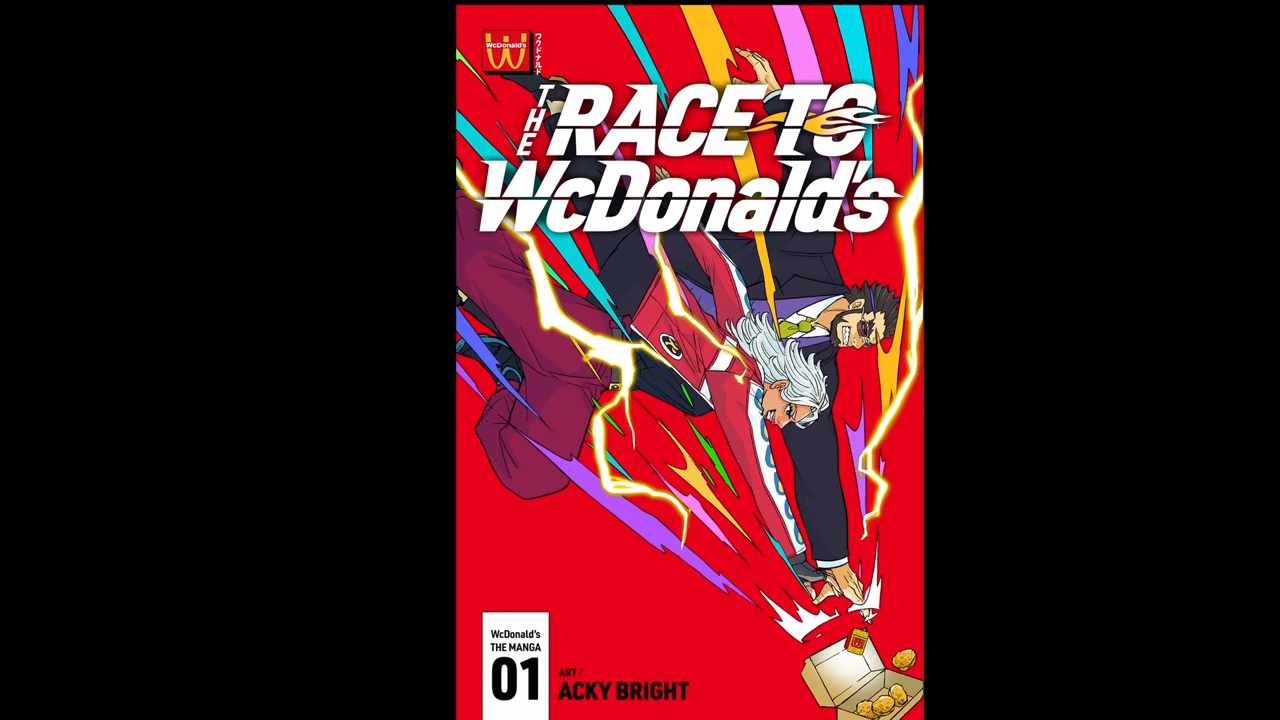 WcDonald's
ワクドナルド
THE RACE TO
WcDonald's
WcDonald's
THE MANGA
01
ART /
ACKY BRIGHT